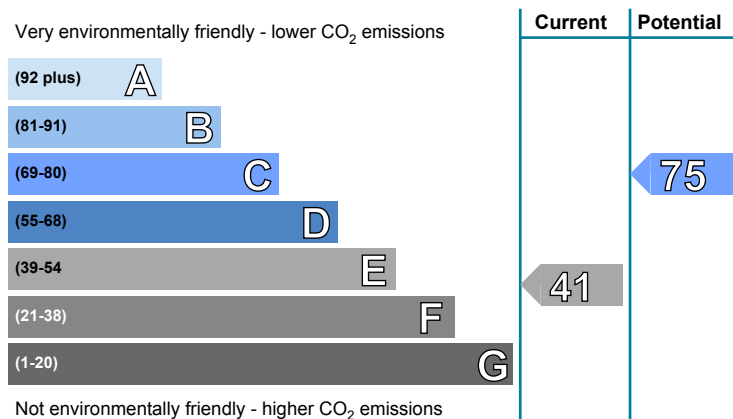 Current Potential
Very environmentally friendly - lower CO2 emissions
(92 plus) A
(81-91) B
(69-80) C
75
(55-68) D
(39-54 E
41
(21-38) F
(1-20) G
Not environmentally friendly - higher CO2 emissions